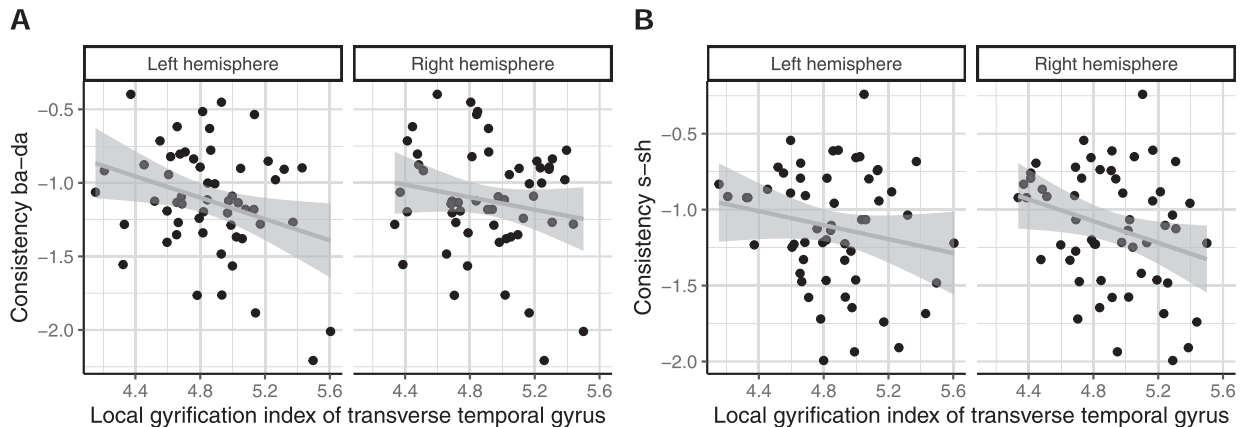 A
B
Left hemisphere
Right hemisphere
Left hemisphere
Right hemisphere
Consistency ba−da
−0.5
−1.0
−1.5
−2.0
Consistency s−sh
−0.5
−1.0
−1.5
−2.0
4.4 4.8 5.2 5.6
4.4 4.8 5.2 5.6
4.4 4.8 5.2 5.6
4.4 4.8 5.2 5.6
Local gyrification index of transverse temporal gyrus
Local gyrification index of transverse temporal gyrus